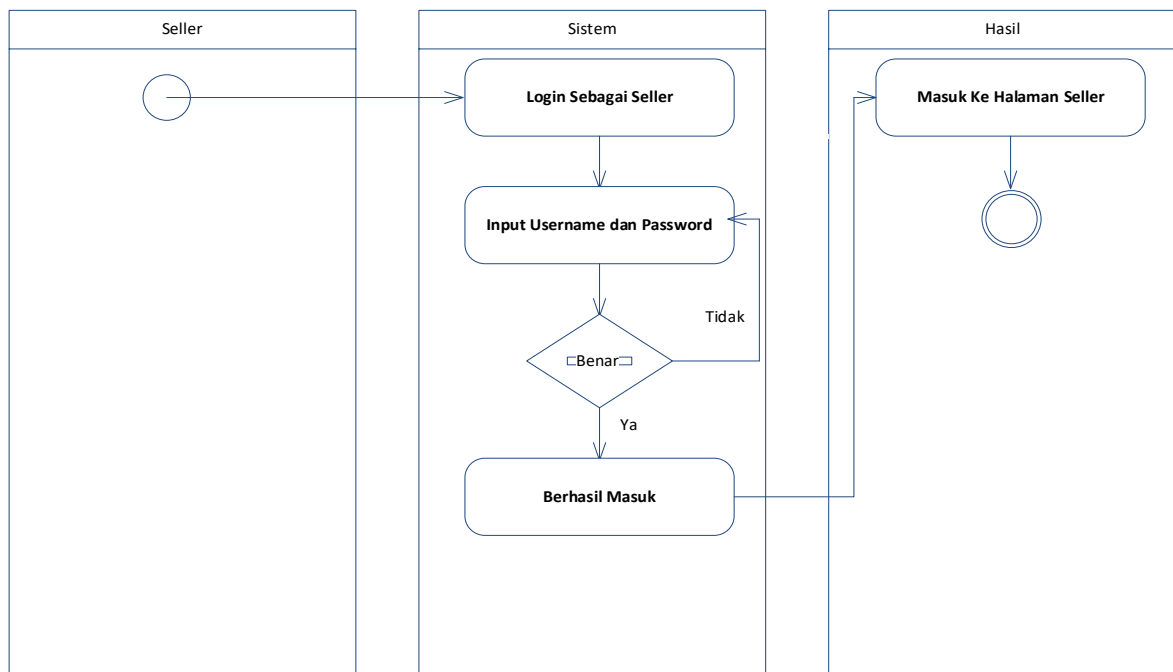 Seller
Sistem
Hasil
Login Sebagai Seller
Masuk Ke Halaman Seller
Input Username dan Password
Tidak
Benar
Ya
Berhasil Masuk